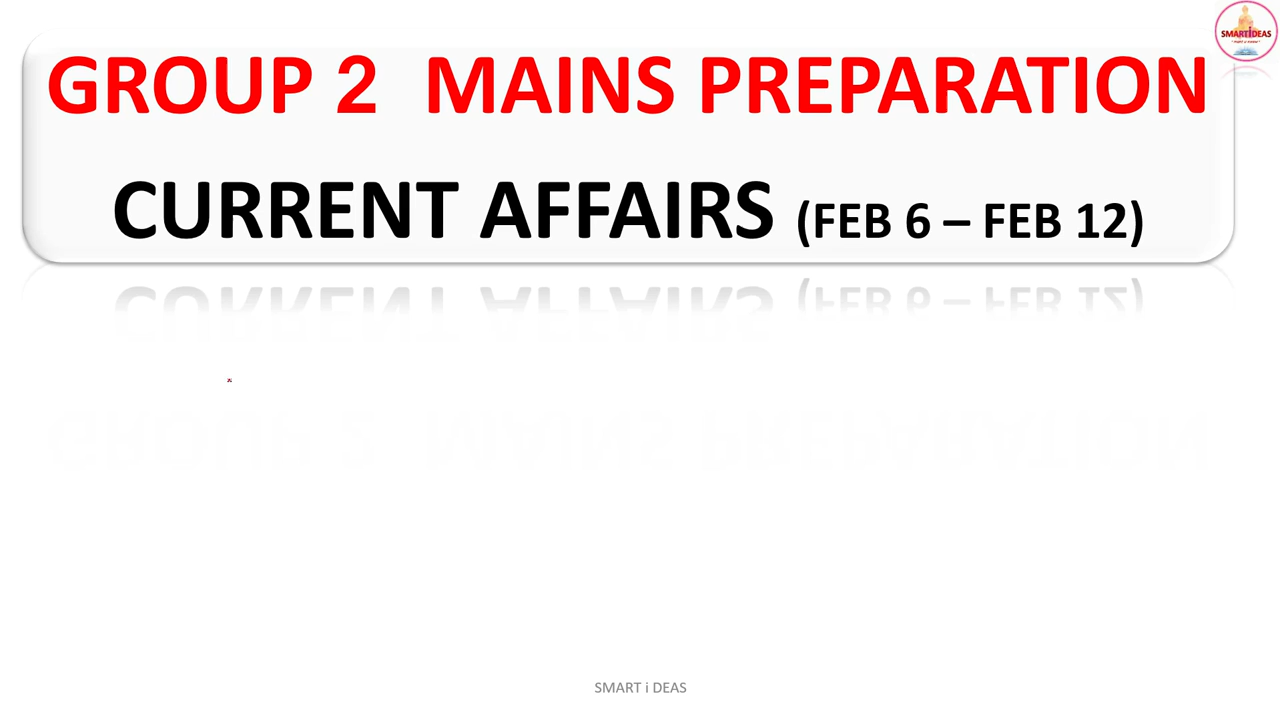 SMARTiDEAS
GROUP 2 MAINS PREPARATION
CURRENT AFFAIRS (FEB 6 – FEB 12)
SMART i DEAS